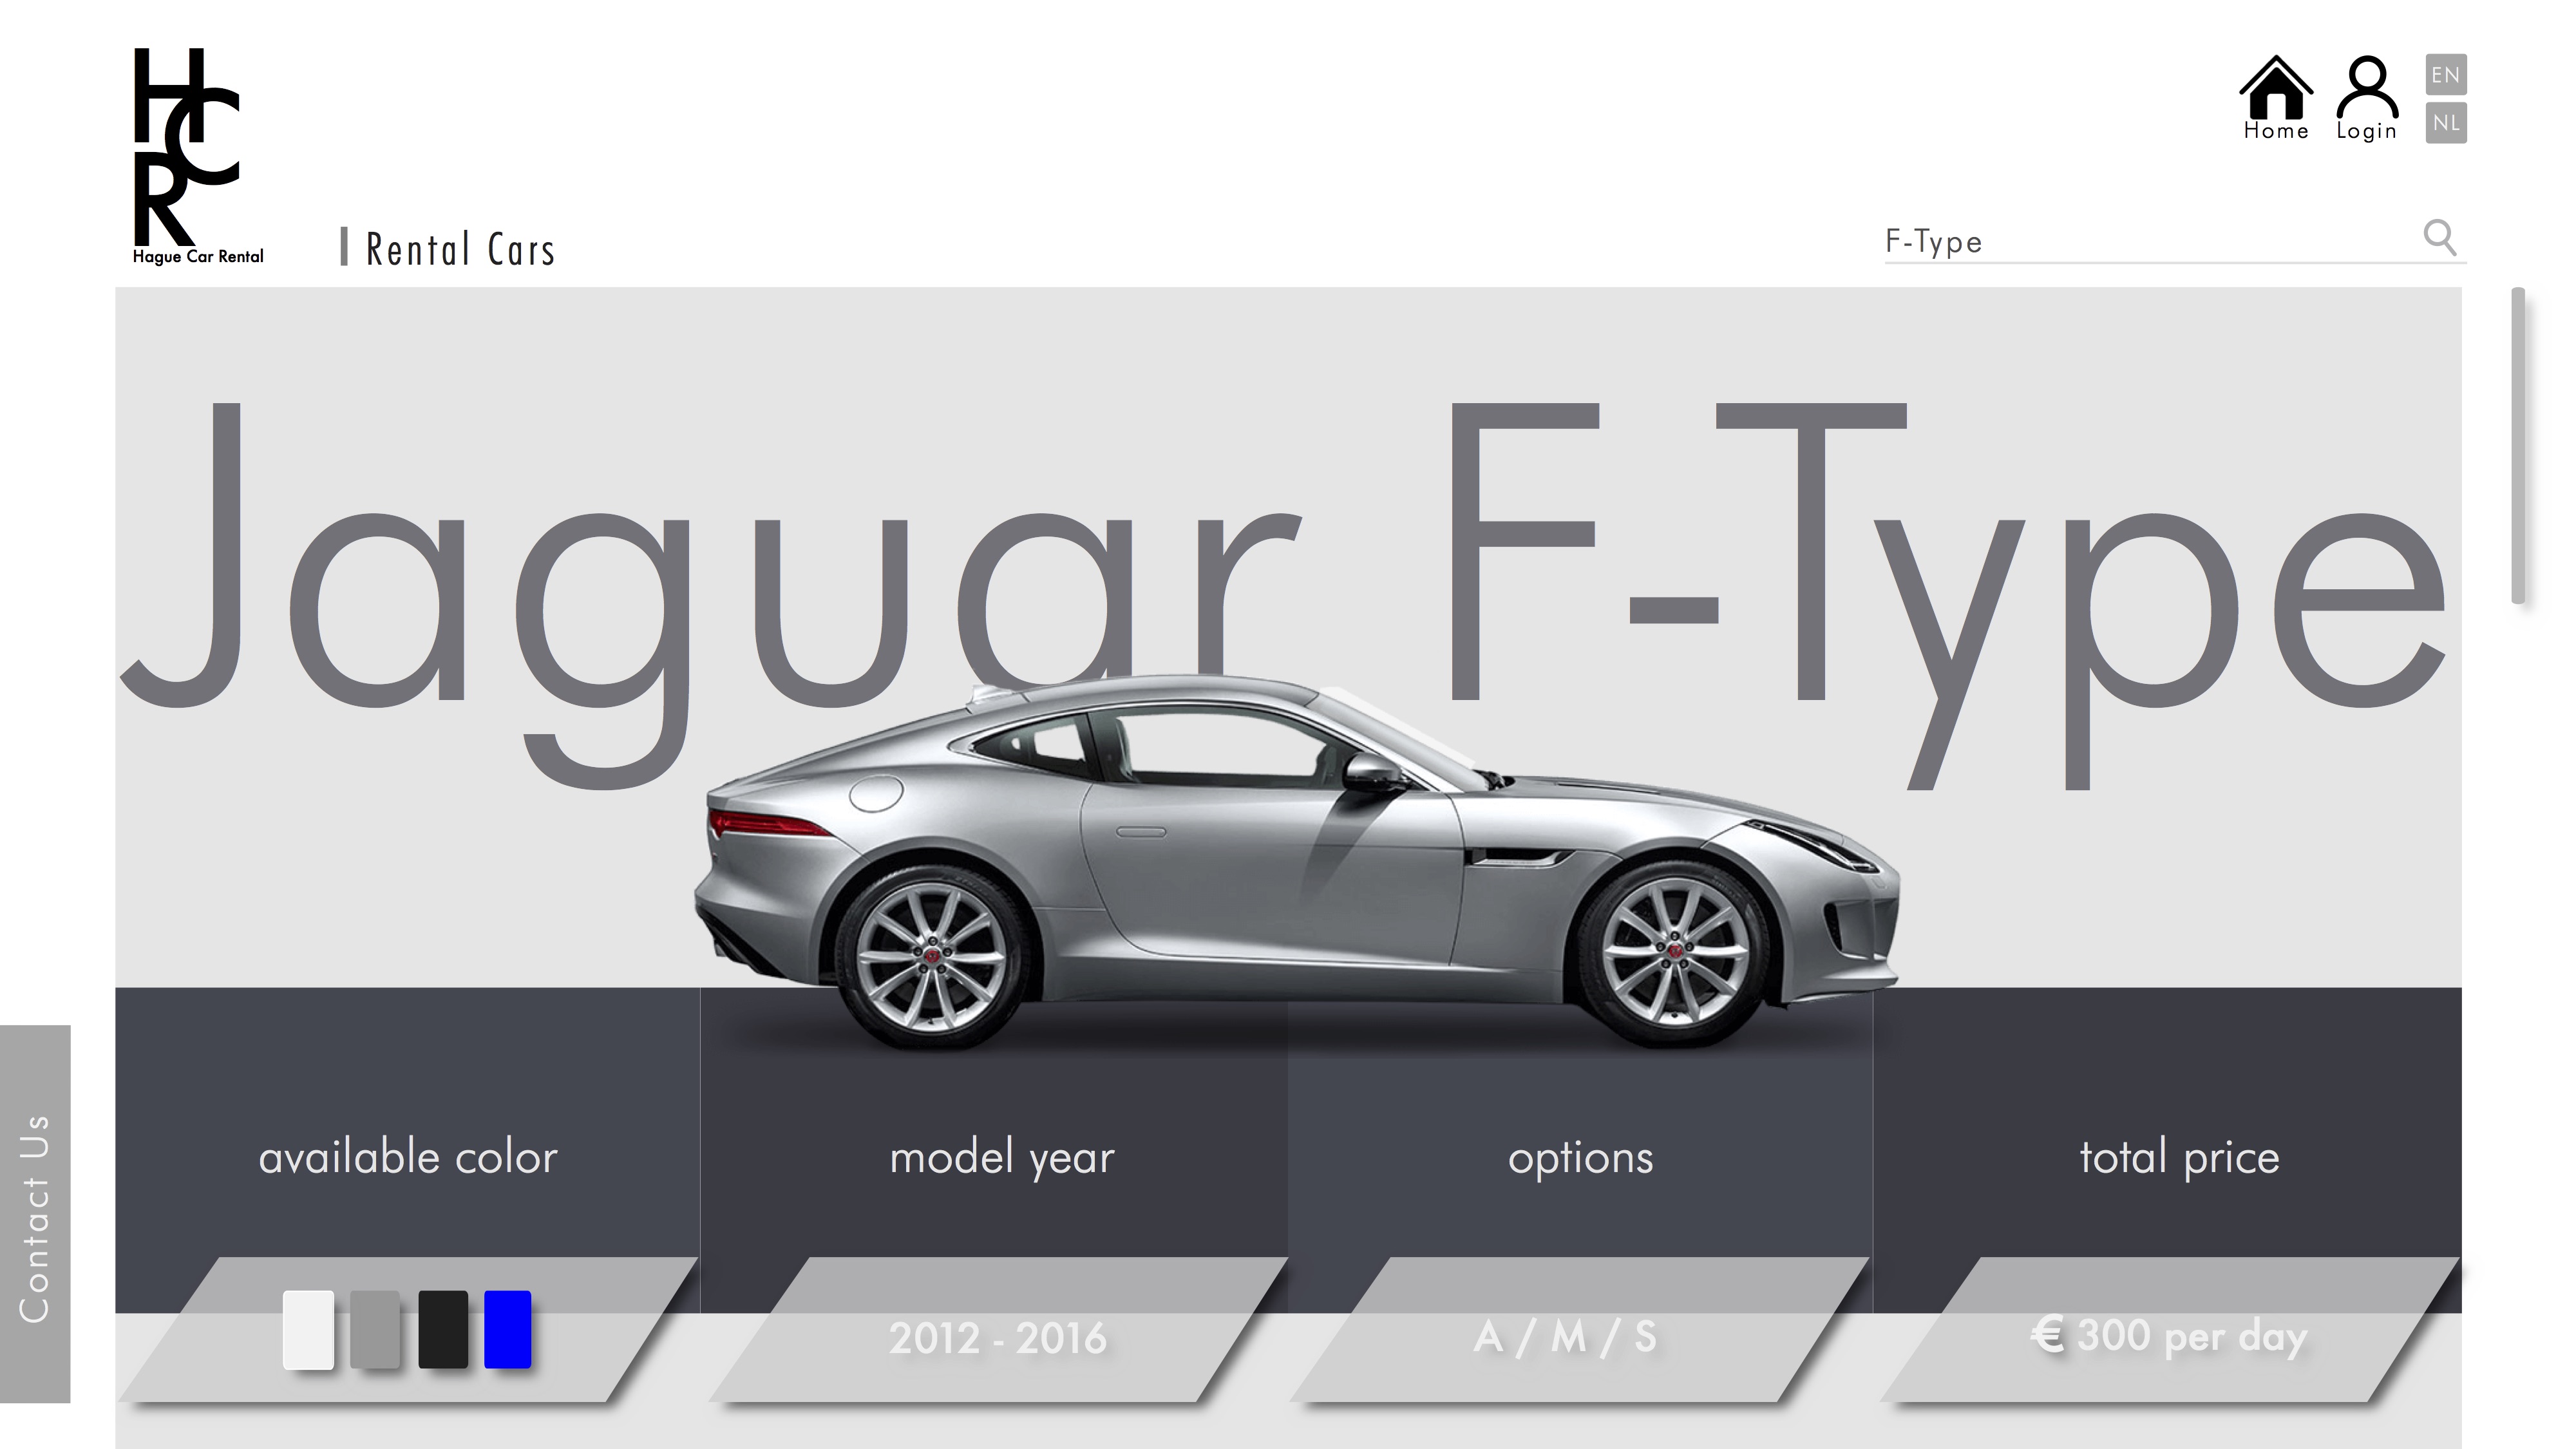 HCR
Hague Car Rental
Rental Cars
Home
Login
EN
NL
F-Type
Jaguar F-Type
Contact Us
available color
model year
options
total price
2012 - 2016
A / M / S
€ 300 per day